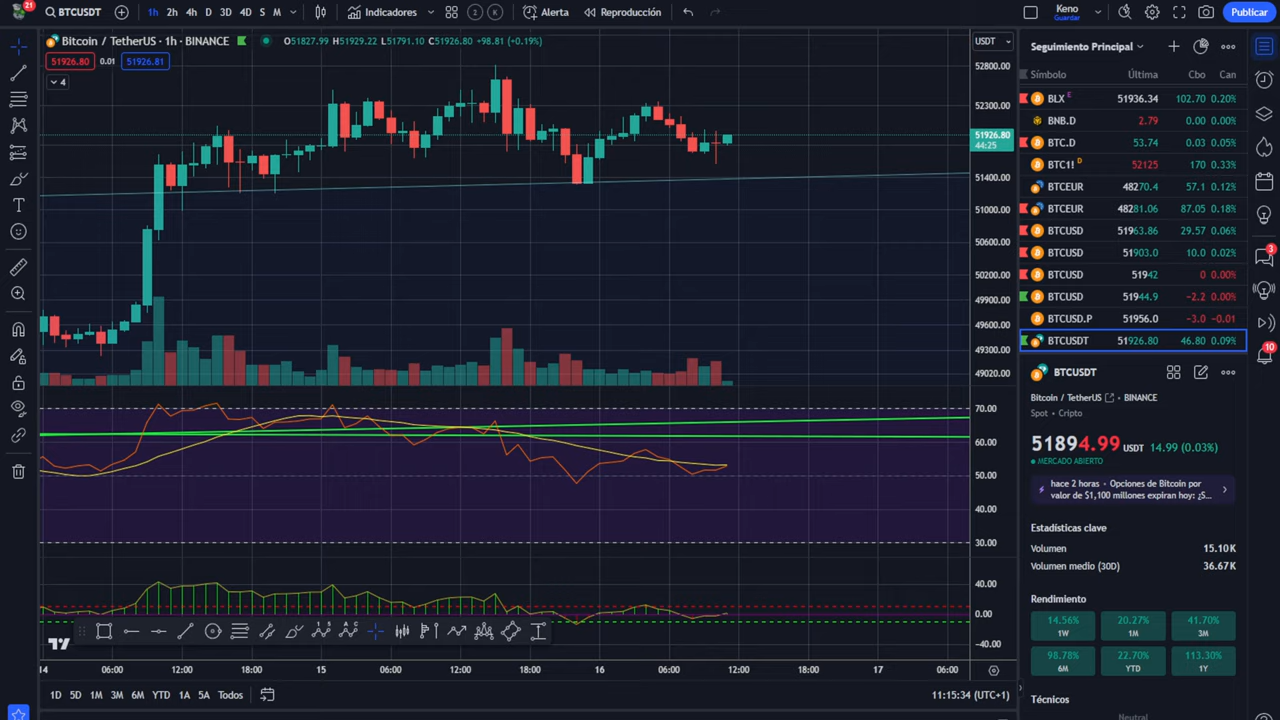 21
BTCUSDT
1h 2h 4h D 3D 4D S M
Indicadores
2 K
Alerta
Reproducción
Keno
Guardar
Publicar
Bitcoin / TetherUS · 1h · BINANCE
O51827.99 H51929.22 L51791.10 C51926.80 +98.81 (+0.19%)
51926.80 0.01 51926.81
4
USDT
52800.00
52300.00
51926.80
44:25
51400.00
51000.00
50600.00
50200.00
49900.00
49600.00
49300.00
49020.00
70.00
60.00
50.00
40.00
30.00
40.00
0.00
-40.00
14 06:00 12:00 18:00 15 06:00 12:00 18:00 16 06:00 12:00 18:00 17 06:00
1D 5D 1M 3M 6M YTD 1A 5A Todos
11:15:34 (UTC+1)
Seguimiento Principal
Símbolo Última Cbo Can
BLX E 51936.34 102.70 0.20%
BNB.D 2.79 0.00 0.00%
BTC.D 53.74 0.03 0.05%
BTC1! D 52125 170 0.33%
BTCEUR 48270.4 57.1 0.12%
BTCEUR 48281.06 87.05 0.18%
BTCUSD 51963.86 29.57 0.06%
BTCUSD 51903.0 10.0 0.02%
BTCUSD 51942 0 0.00%
BTCUSD 51944.9 -2.2 0.00%
BTCUSD.P 51956.0 -3.0 -0.01
BTCUSDT 51926.80 46.80 0.09%
BTCUSDT
Bitcoin / TetherUS · BINANCE
Spot · Cripto
51894.99 USDT 14.99 (0.03%)
MERCADO ABIERTO
hace 2 horas · Opciones de Bitcoin por
valor de $1,100 millones expiran hoy: ¿S...
Estadísticas clave
Volumen 15.10K
Volumen medio (30D) 36.67K
Rendimiento
14.56% 20.27% 41.70%
1W 1M 3M
98.78% 22.70% 113.30%
6M YTD 1Y
Técnicos
Neutral
3
10